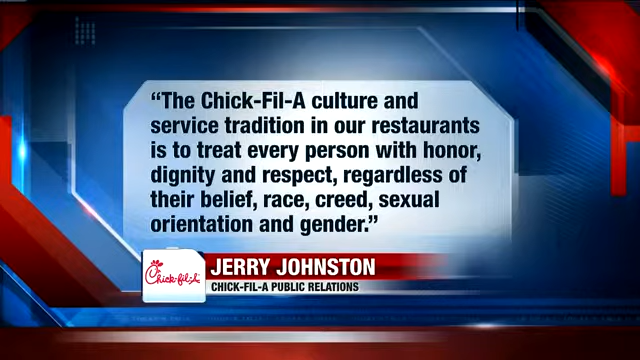 “The Chick-Fil-A culture and
service tradition in our restaurants
is to treat every person with honor,
dignity and respect, regardless of
their belief, race, creed, sexual
orientation and gender.”
Chick-fil-A
JERRY JOHNSTON
CHICK-FIL-A PUBLIC RELATIONS